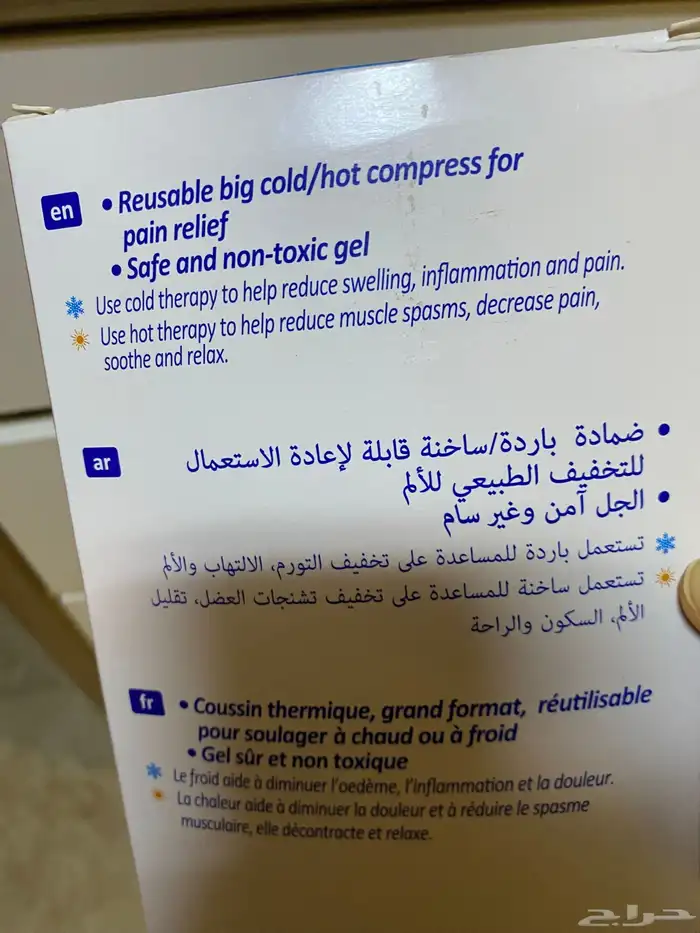 en
• Reusable big cold/hot compress for
pain relief
• Safe and non-toxic gel
Use cold therapy to help reduce swelling, inflammation and pain.
Use hot therapy to help reduce muscle spasms, decrease pain,
soothe and relax.
ar
• ضمادة باردة/ساخنة قابلة لإعادة الاستعمال
للتخفيف الطبيعي للألم
• الجل آمن وغير سام
تستعمل باردة للمساعدة على تخفيف التورم، الالتهاب والألم
تستعمل ساخنة للمساعدة على تخفيف تشنجات العضل، تقليل
الألم، السكون والراحة
fr
• Coussin thermique, grand format, réutilisable
pour soulager à chaud ou à froid
• Gel sûr et non toxique
Le froid aide à diminuer l'oedème, l'inflammation et la douleur.
La chaleur aide à diminuer la douleur et à réduire le spasme
musculaire, elle décontracte et relaxe.
حراج